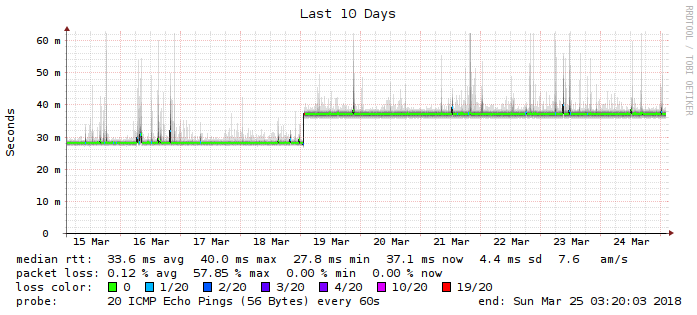 Last 10 Days
RRDTOOL / TOBI OETIKER
Seconds
60 m
50 m
40 m
30 m
20 m
10 m
0
15 Mar 16 Mar 17 Mar 18 Mar 19 Mar 20 Mar 21 Mar 22 Mar 23 Mar 24 Mar
median rtt: 33.6 ms avg 40.0 ms max 27.8 ms min 37.1 ms now 4.4 ms sd 7.6 am/s
packet loss: 0.12 % avg 57.85 % max 0.00 % min 0.00 % now
loss color: 0 1/20 2/20 3/20 4/20 10/20 19/20
probe: 20 ICMP Echo Pings (56 Bytes) every 60s end: Sun Mar 25 03:20:03 2018